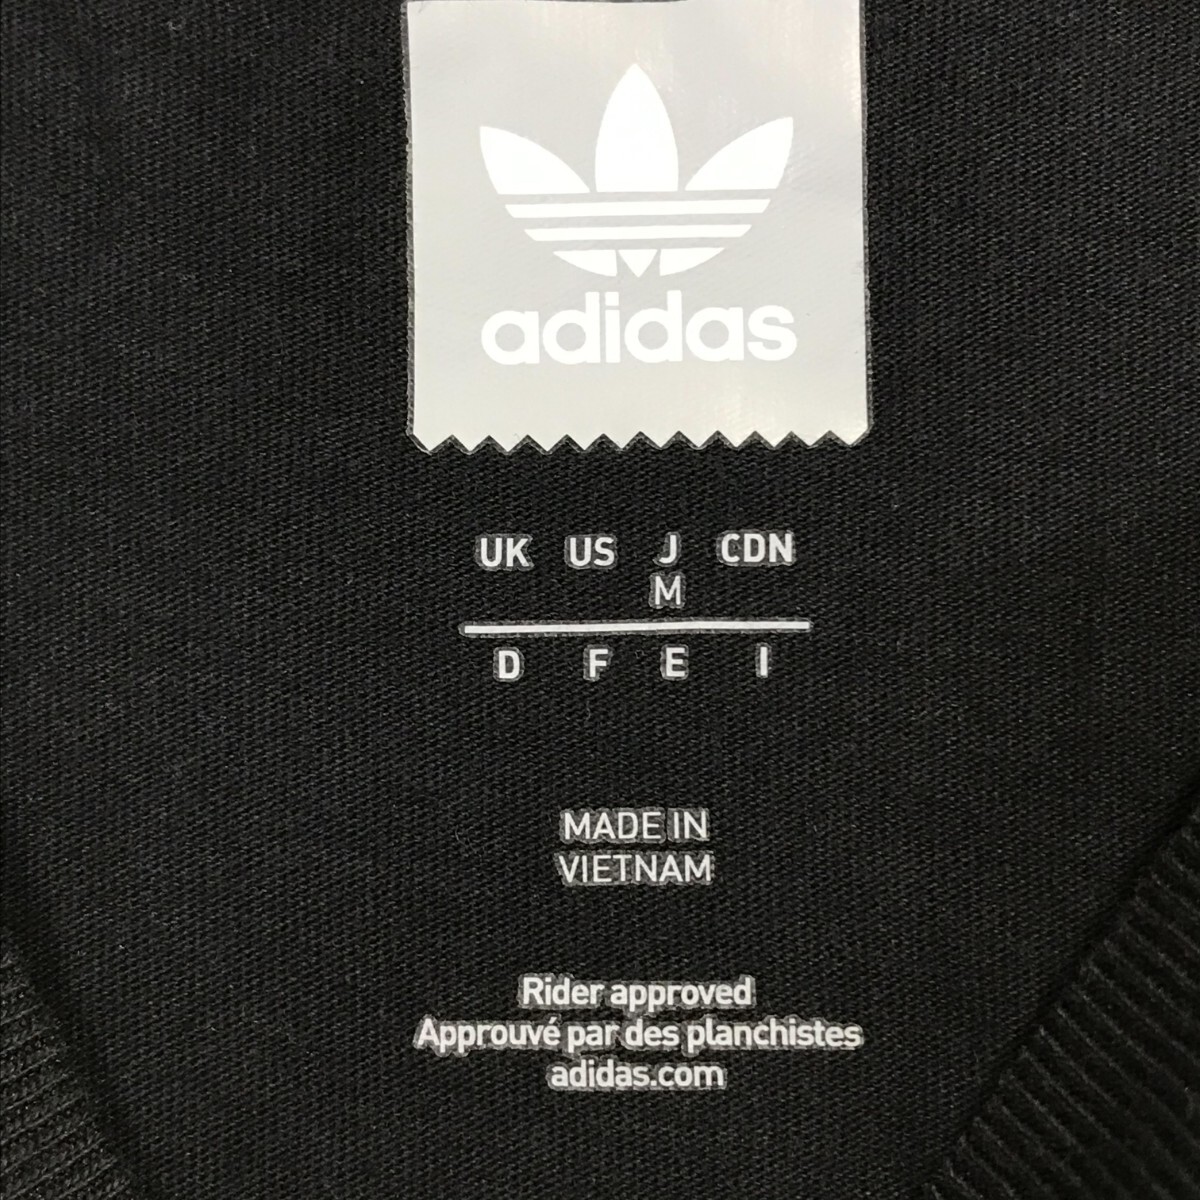 adidas
UK US J CDN
M
D F E I
MADE IN
VIETNAM
Rider approved
Approuvé par des planchistes
adidas.com